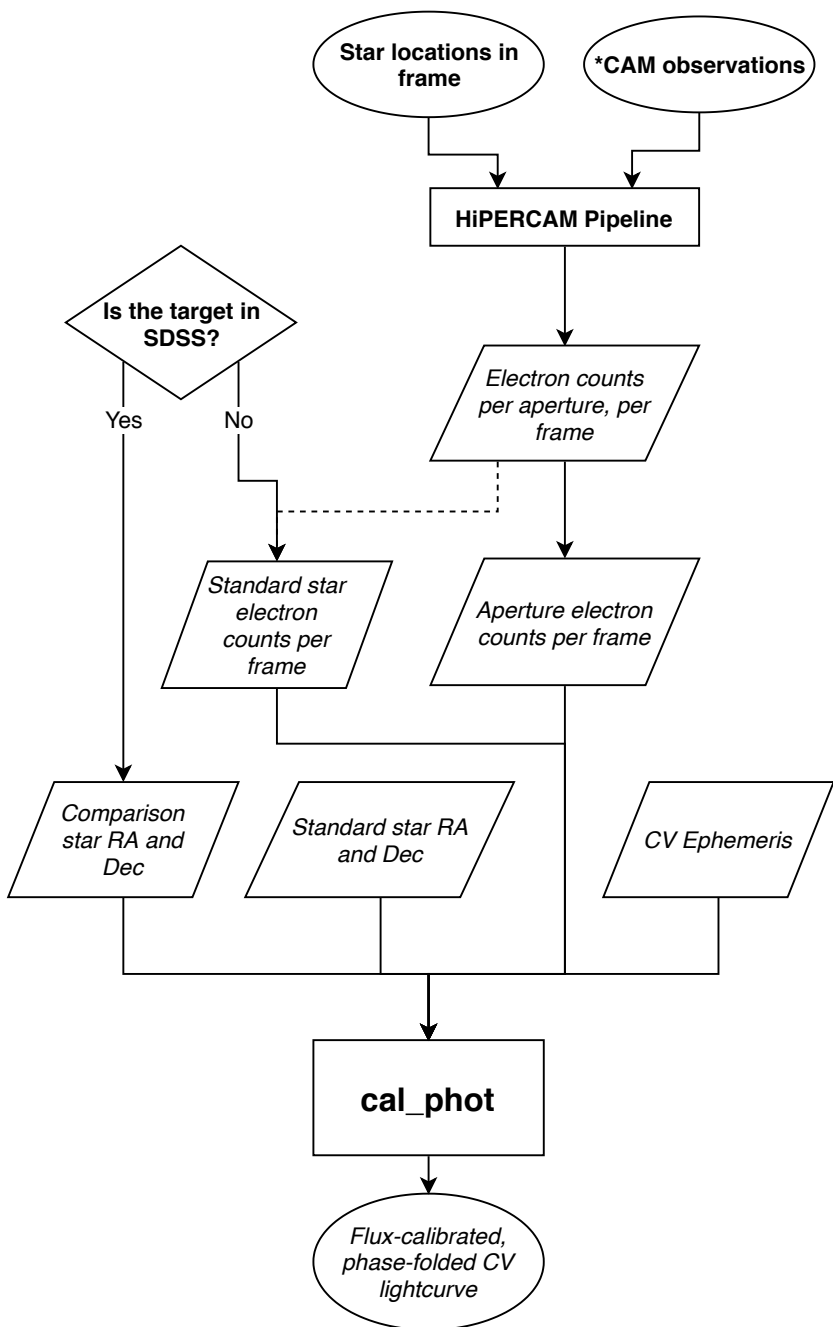 Star locations in
frame
*CAM observations
HiPERCAM Pipeline
Is the target in
SDSS?
Yes
No
Electron counts
per aperture, per
frame
Standard star
electron
counts per
frame
Aperture electron
counts per frame
Comparison
star RA and
Dec
Standard star RA
and Dec
CV Ephemeris
cal_phot
Flux-calibrated,
phase-folded CV
lightcurve